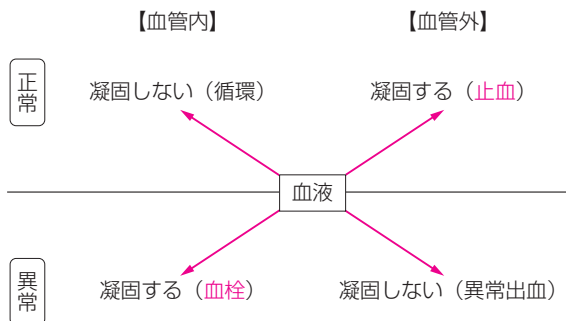 【血管内】 【血管外】
正常 凝固しない（循環） 凝固する（止血）
血液
異常 凝固する（血栓） 凝固しない（異常出血）